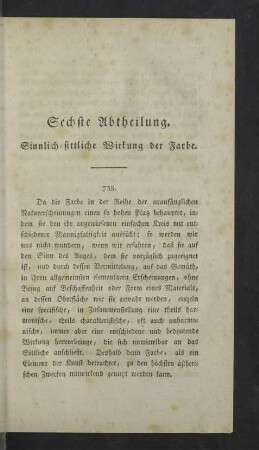 Sechste Abtheilung.
Sinnlich-sittliche Wirkung der Farbe.
758.
Da die Farbe in der Reihe der uranfänglichen
Naturerscheinungen einen so hohen Platz behauptet, in-
dem sie den ihr angewiesenen einfachen Kreis mit ent-
schiedener Mannigfaltigkeit ausfüllt; so werden wir
uns nicht wundern, wenn wir erfahren, daß sie auf
den Sinn des Auges, dem sie vorzüglich zugeeignet
ist, und durch dessen Vermittelung, auf das Gemüth,
in ihren allgemeinsten elementaren Erscheinungen, ohne
Bezug auf Beschaffenheit oder Form eines Materials,
an dessen Oberfläche wir sie gewahr werden, einzeln
eine specifische, in Zusammenstellung eine theils har-
monische, theils charakteristische, oft auch unharmo-
nische, immer aber eine entschiedene und bedeutende
Wirkung hervorbringe, die sich unmittelbar an das
Sittliche anschließt. Deshalb denn Farbe, als ein
Element der Kunst betrachtet, zu den höchsten ästhe-
tischen Zwecken mitwirkend genutzt werden kann.